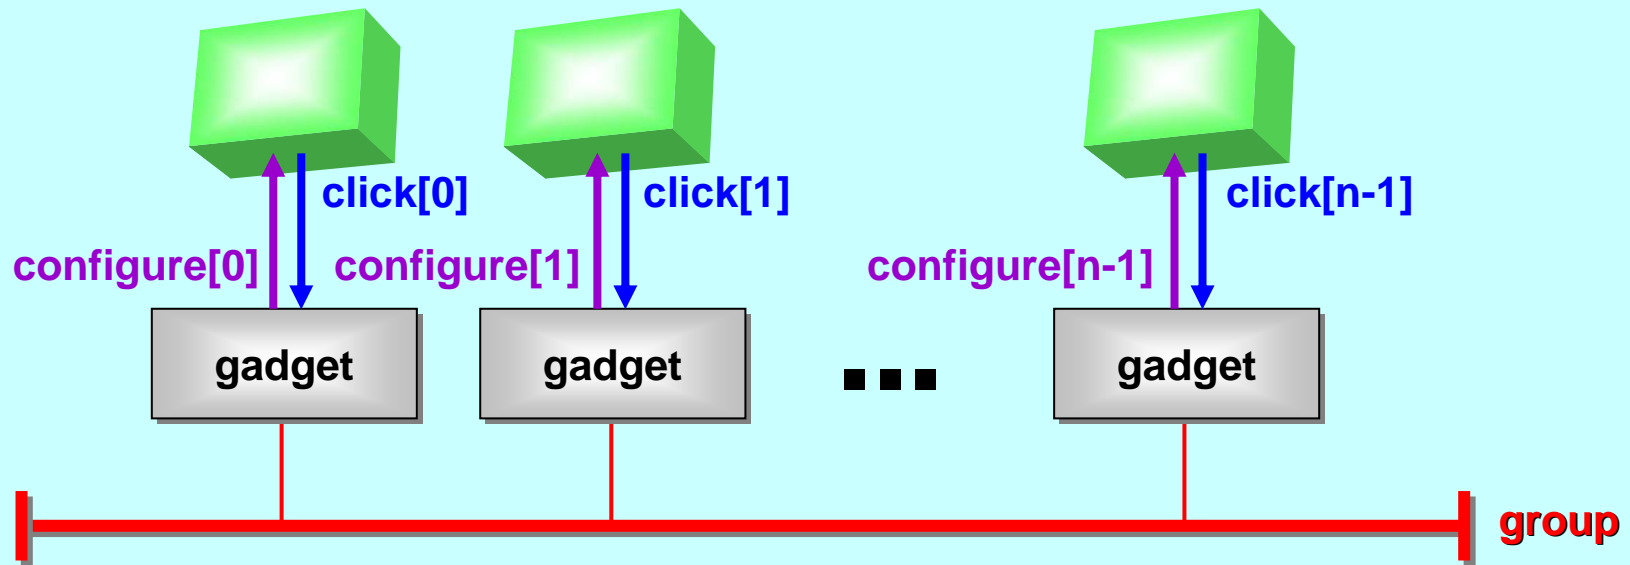 click[0] click[1] click[n-1]
configure[0] configure[1] configure[n-1]
gadget gadget gadget
group